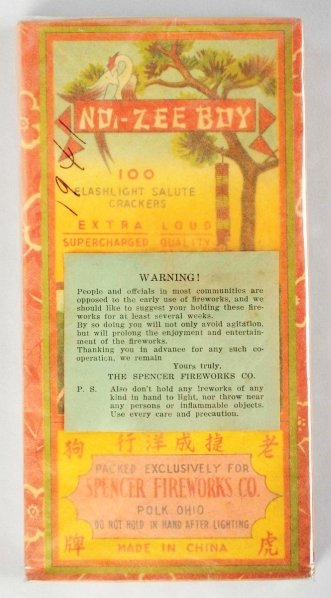 NOI-ZEE BOY
1941
100
FLASHLIGHT SALUTE
CRACKERS
EXTRA LOUD
SUPERCHARGED QUALITY
WARNING!
People and offcials in most communities are
opposed to the early use of fireworks, and we
should like to suggest your holding these fire-
works for at least several weeks.
By so doing you will not only avoid agitation,
but will prolong the enjoyment and entertain-
ment of the fireworks.
Thanking you in advance for any such co-
operation, we remain
Yours truly,
THE SPENCER FIREWORKS CO.
P. S. Also don't hold any fireworks of any
kind in hand to light, nor throw near
any persons or inflammable objects.
Use every care and precaution.
狗 行洋成捷 老
PACKED EXCLUSIVELY FOR
SPENCER FIREWORKS CO.
POLK, OHIO
DO NOT HOLD IN HAND AFTER LIGHTING
牌 MADE IN CHINA 虎